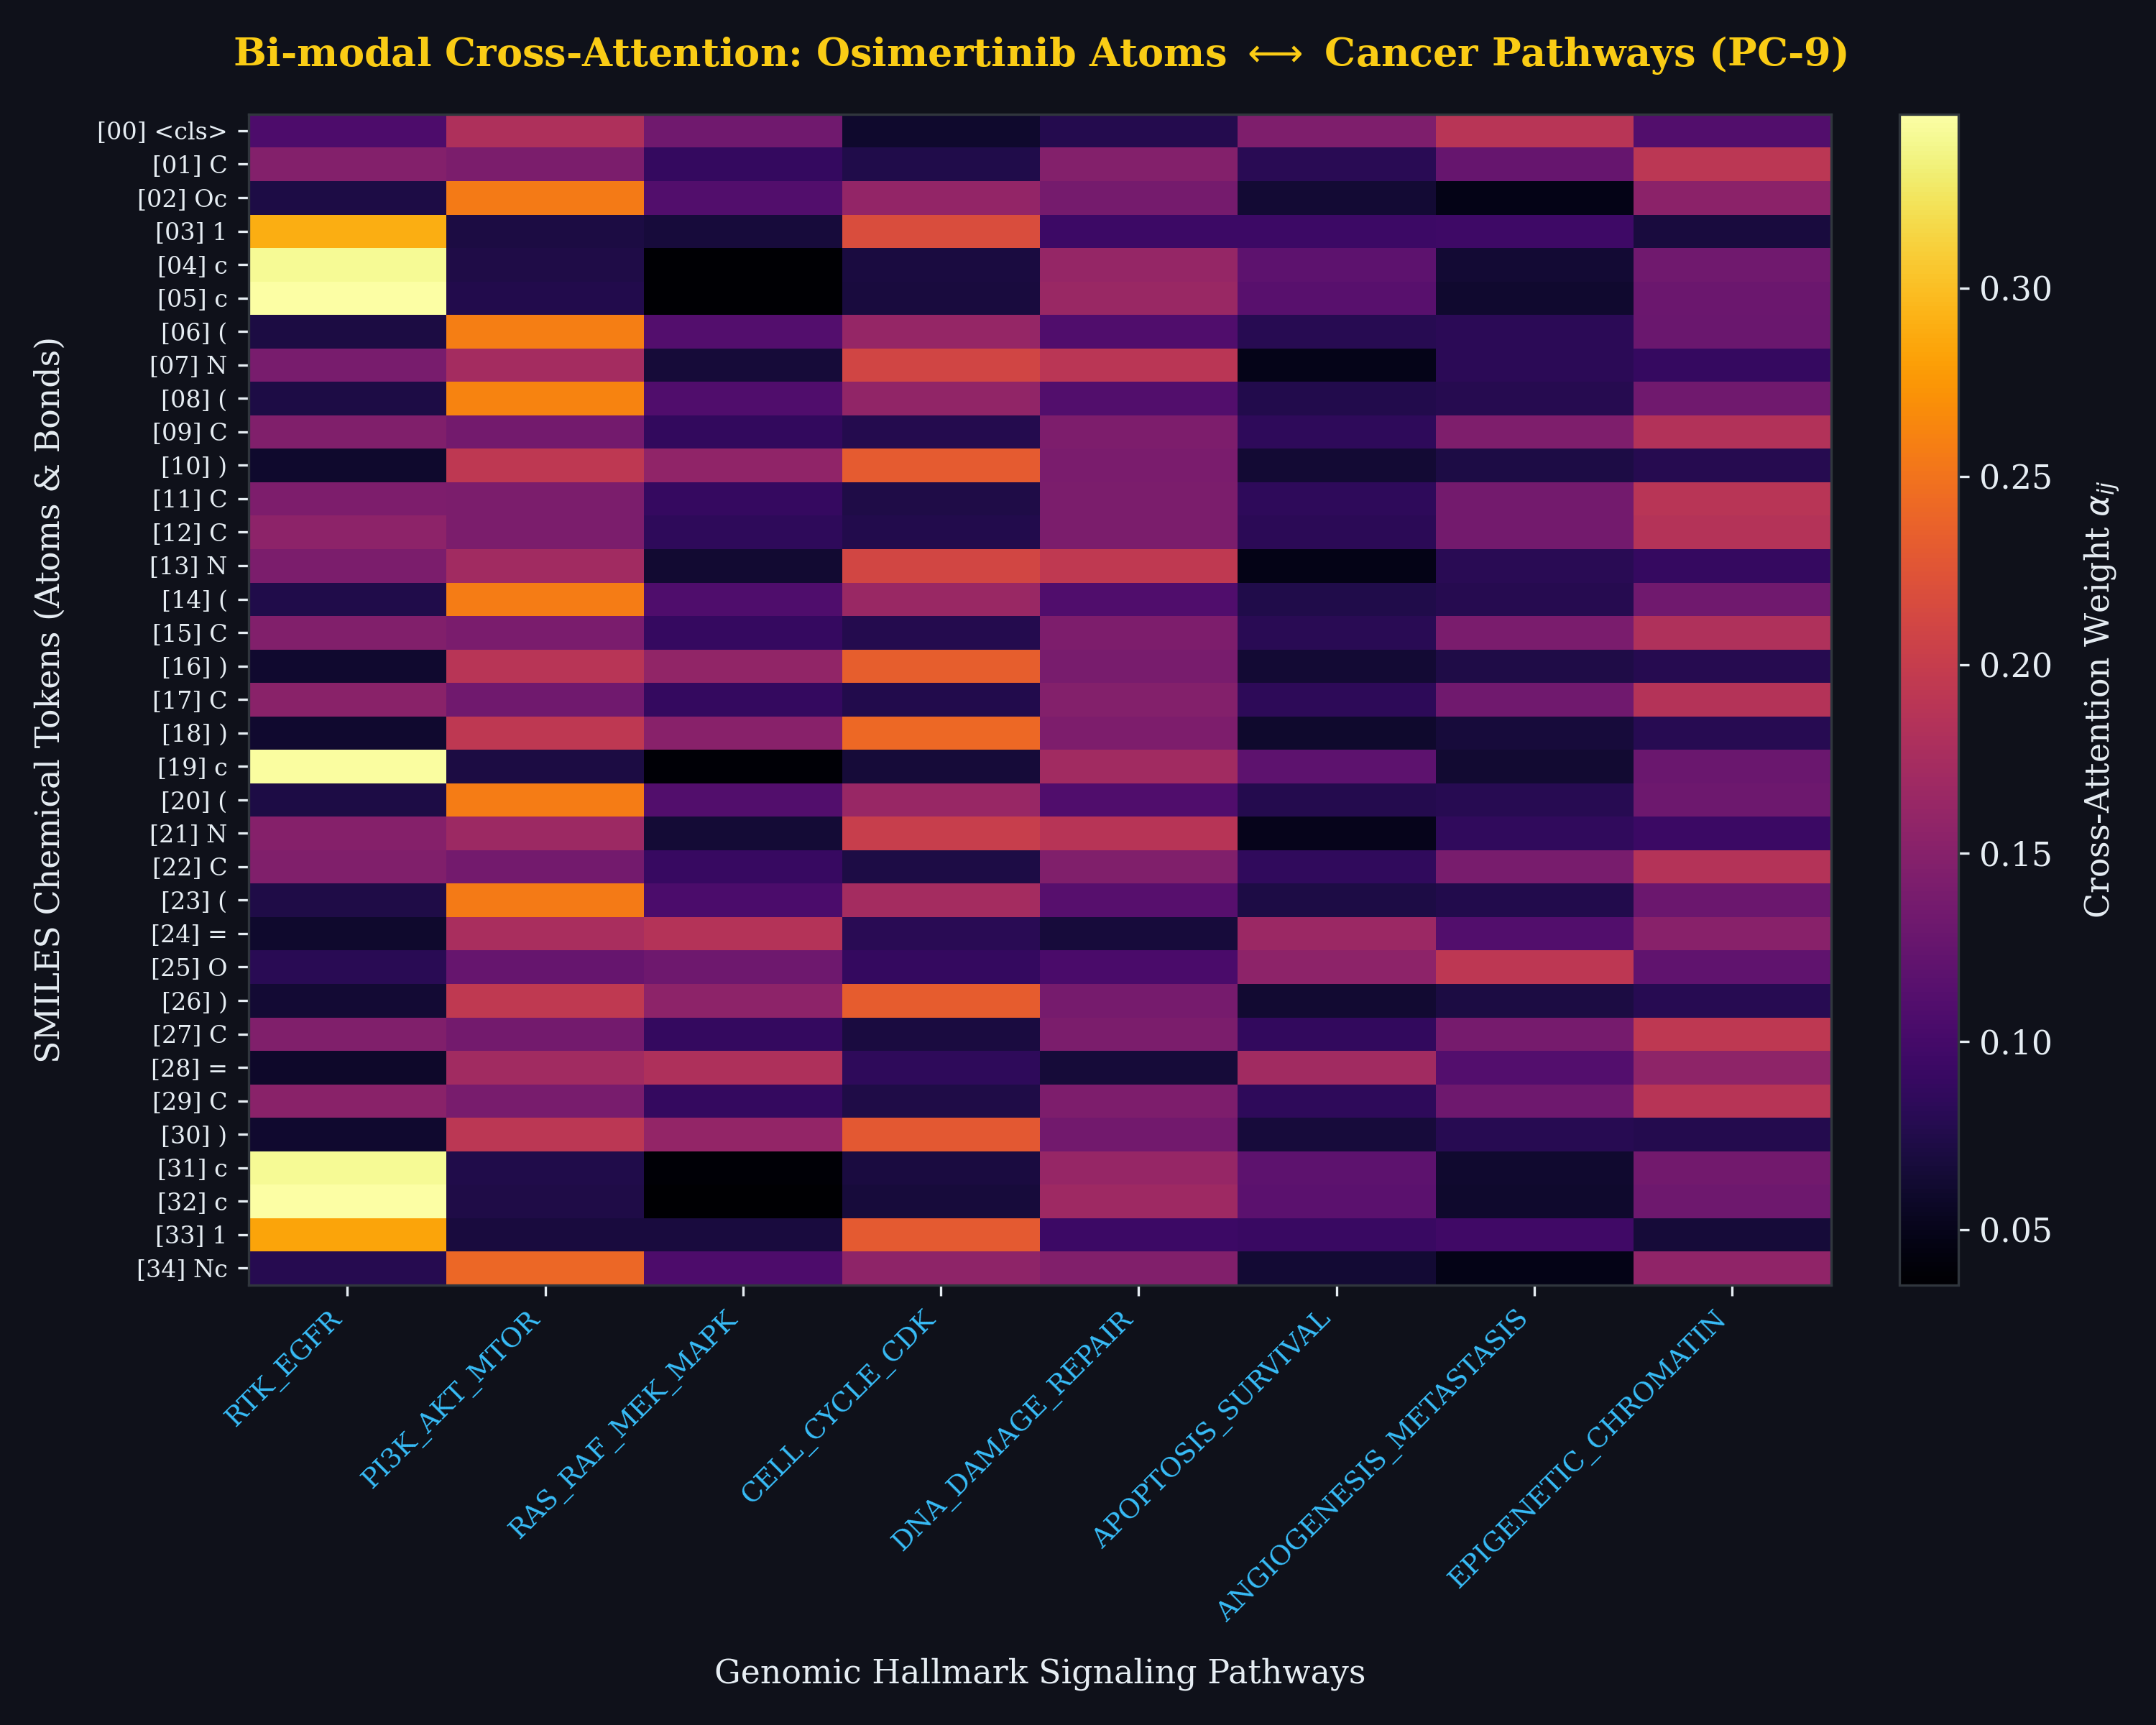 Bi-modal Cross-Attention: Osimertinib Atoms ⟷ Cancer Pathways (PC-9)
SMILES Chemical Tokens (Atoms & Bonds)
[00] <cls>
[01] C
[02] Oc
[03] 1
[04] c
[05] c
[06] (
[07] N
[08] (
[09] C
[10] )
[11] C
[12] C
[13] N
[14] (
[15] C
[16] )
[17] C
[18] )
[19] c
[20] (
[21] N
[22] C
[23] (
[24] =
[25] O
[26] )
[27] C
[28] =
[29] C
[30] )
[31] c
[32] c
[33] 1
[34] Nc
RTK_EGFR
PI3K_AKT_MTOR
RAS_RAF_MEK_MAPK
CELL_CYCLE_CDK
DNA_DAMAGE_REPAIR
APOPTOSIS_SURVIVAL
ANGIOGENESIS_METASTASIS
EPIGENETIC_CHROMATIN
Genomic Hallmark Signaling Pathways
0.30
0.25
0.20
0.15
0.10
0.05
Cross-Attention Weight αij